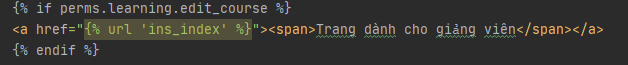 {% if perms.learning.edit_course %}
<a href="{% url 'ins_index' %}"><span>Trang dành cho giảng viên</span></a>
{% endif %}